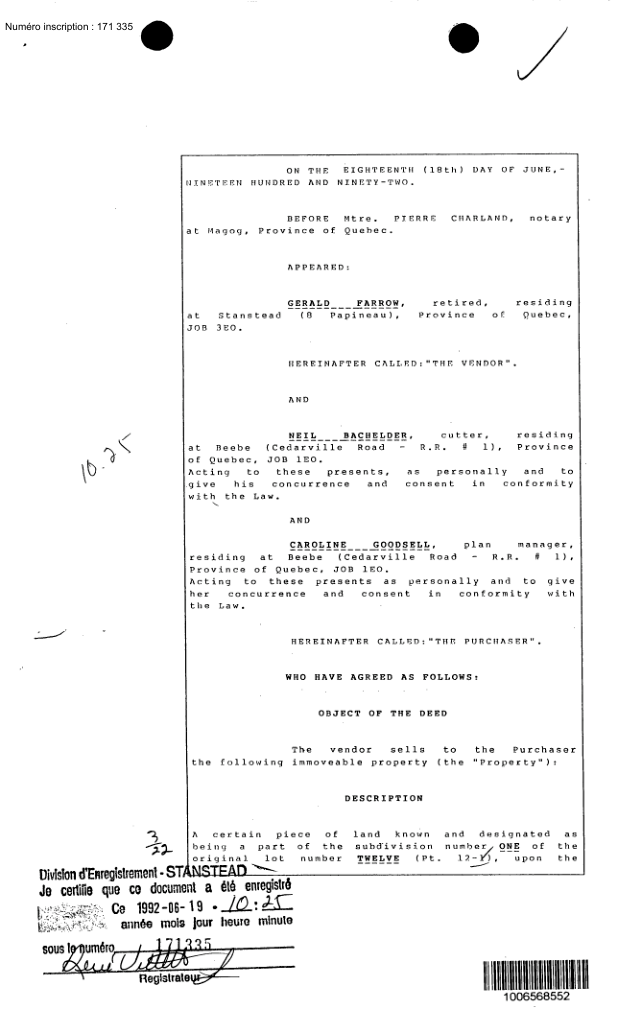 Numéro inscription : 171 335
ON THE EIGHTEENTH (18th) DAY OF JUNE,-
NINETEEN HUNDRED AND NINETY-TWO.
BEFORE Mtre. PIERRE CHARLAND, notary
at Magog, Province of Quebec.
APPEARED:
GERALD FARROW, retired, residing
at Stanstead (8 Papineau), Province of Quebec,
JOB 3EO.
HEREINAFTER CALLED:"THE VENDOR".
AND
NEIL BACHELDER, cutter, residing
at Beebe (Cedarville Road - R.R. # 1), Province
of Quebec, JOB 1EO.
Acting to these presents, as personally and to
give his concurrence and consent in conformity
with the Law.
10.25
AND
CAROLINE GOODSELL, plan manager,
residing at Beebe (Cedarville Road - R.R. # 1),
Province of Quebec, JOB 1EO.
Acting to these presents as personally and to give
her concurrence and consent in conformity with
the Law.
HEREINAFTER CALLED:"THE PURCHASER".
WHO HAVE AGREED AS FOLLOWS:
OBJECT OF THE DEED
The vendor sells to the Purchaser
the following immoveable property (the "Property"):
DESCRIPTION
A certain piece of land known and designated as
being a part of the subdivision number ONE of the
original lot number TWELVE (Pt. 12-1), upon the
3/22
Division d'Enregistrement - STANSTEAD
Je certifie que ce document a été enregistré
Ce 1992-06-19 - 10:25
année mois jour heure minute
sous le numéro 171335
Registrateur
1006568552